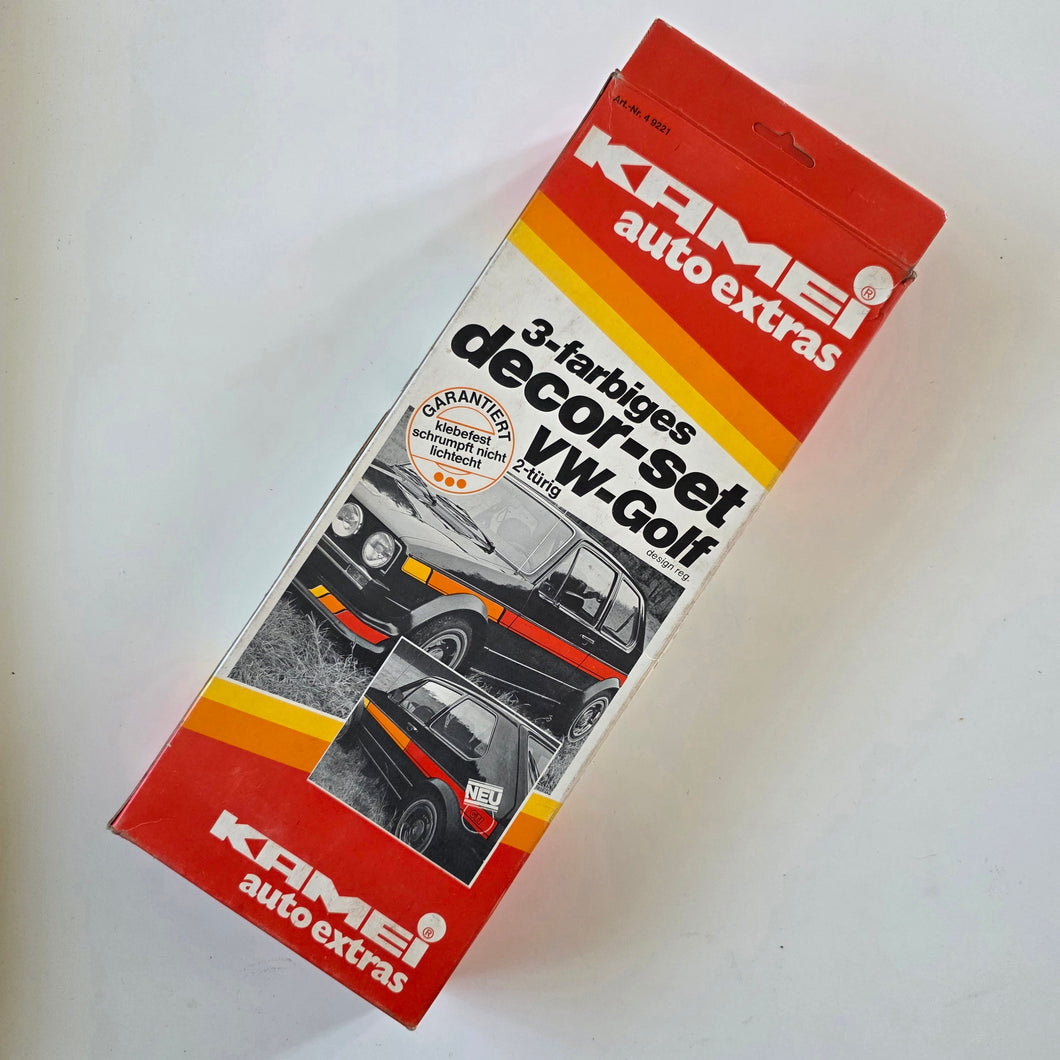 Art.-Nr. 4 9221
KAMEI ®
auto extras
3-farbiges
decor-set
VW-Golf
2-türig
design reg.
GARANTIERT
klebefest
schrumpft nicht
lichtecht
NEU
KAMEI ®
auto extras